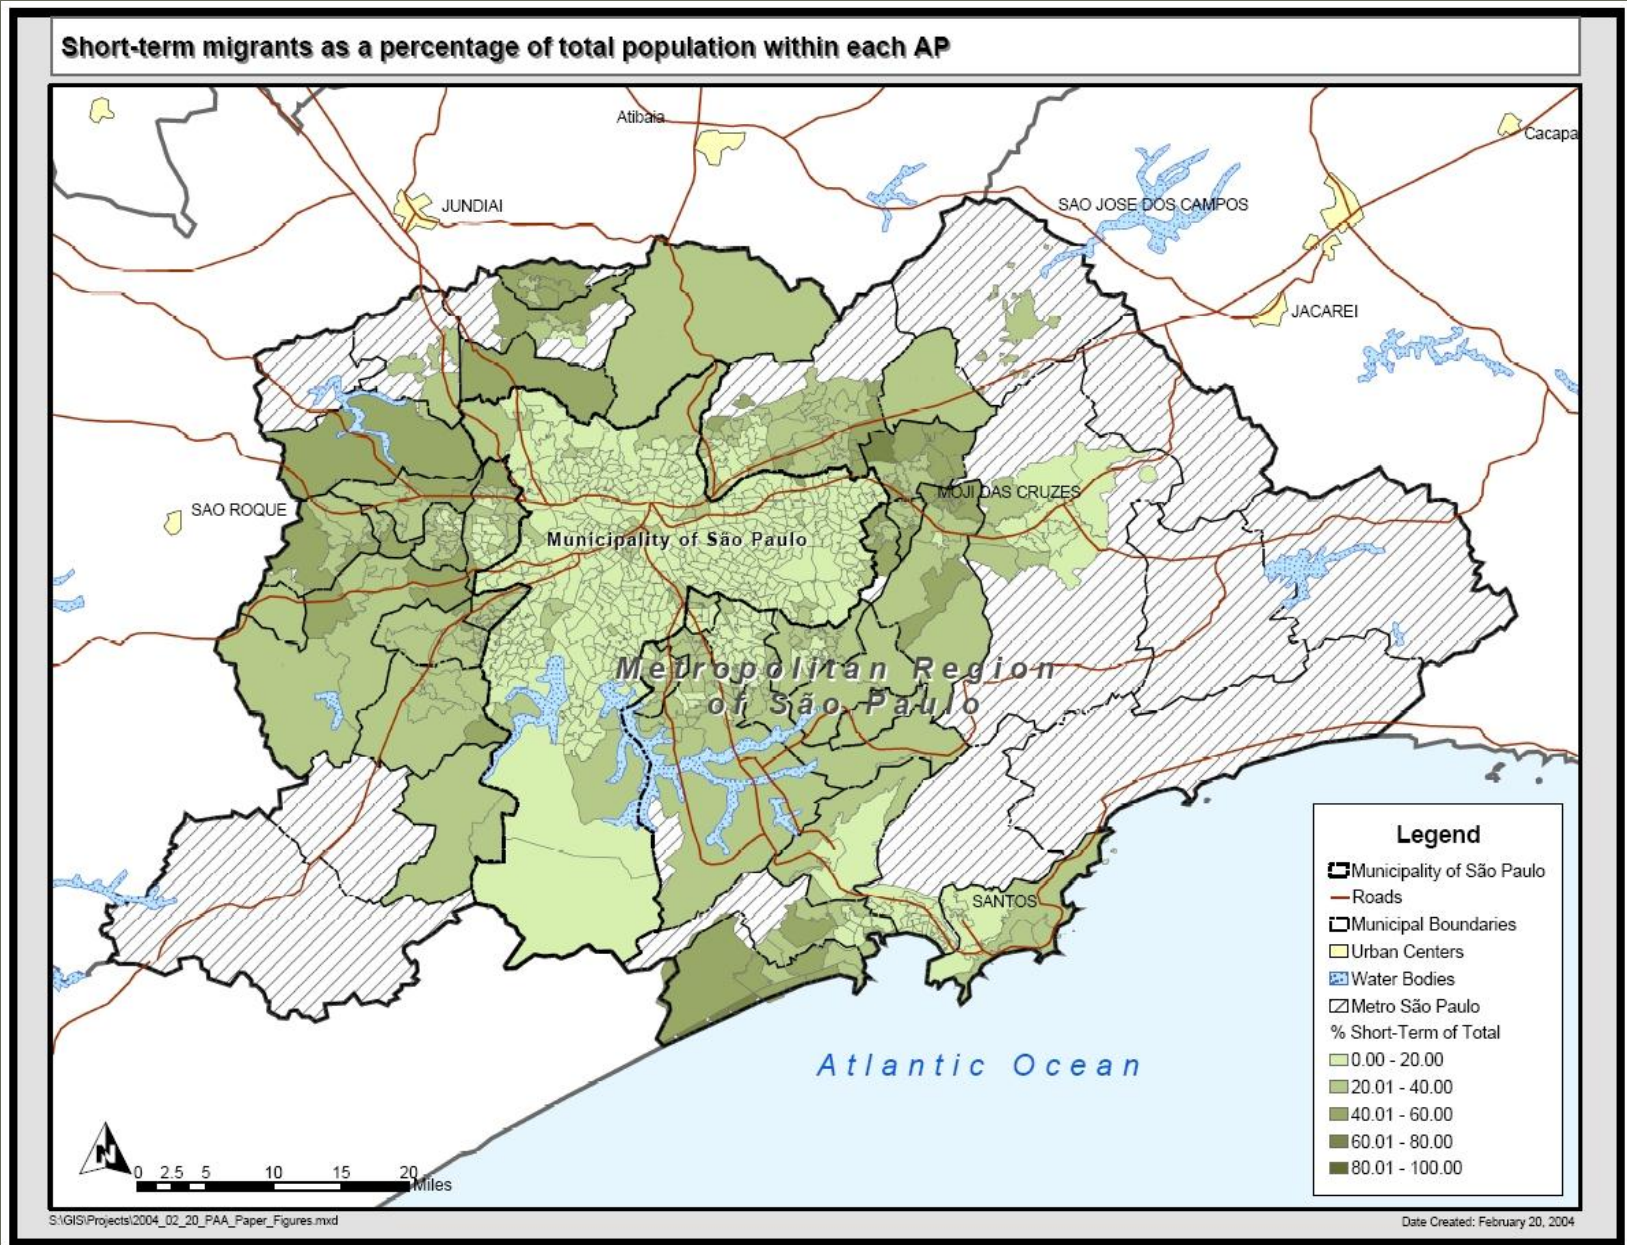 Short-term migrants as a percentage of total population within each AP
Atibaia
Cacapa
JUNDIAI
SAO JOSE DOS CAMPOS
JACAREI
SAO ROQUE
MOJI DAS CRUZES
Municipality of São Paulo
Metropolitan Region
of São Paulo
SANTOS
Atlantic Ocean
Legend
Municipality of São Paulo
Roads
Municipal Boundaries
Urban Centers
Water Bodies
Metro São Paulo
% Short-Term of Total
0.00 - 20.00
20.01 - 40.00
40.01 - 60.00
60.01 - 80.00
80.01 - 100.00
N
0 2.5 5 10 15 20
Miles
S:\GIS\Projects\2004_02_20_PAA_Paper_Figures.mxd
Date Created: February 20, 2004